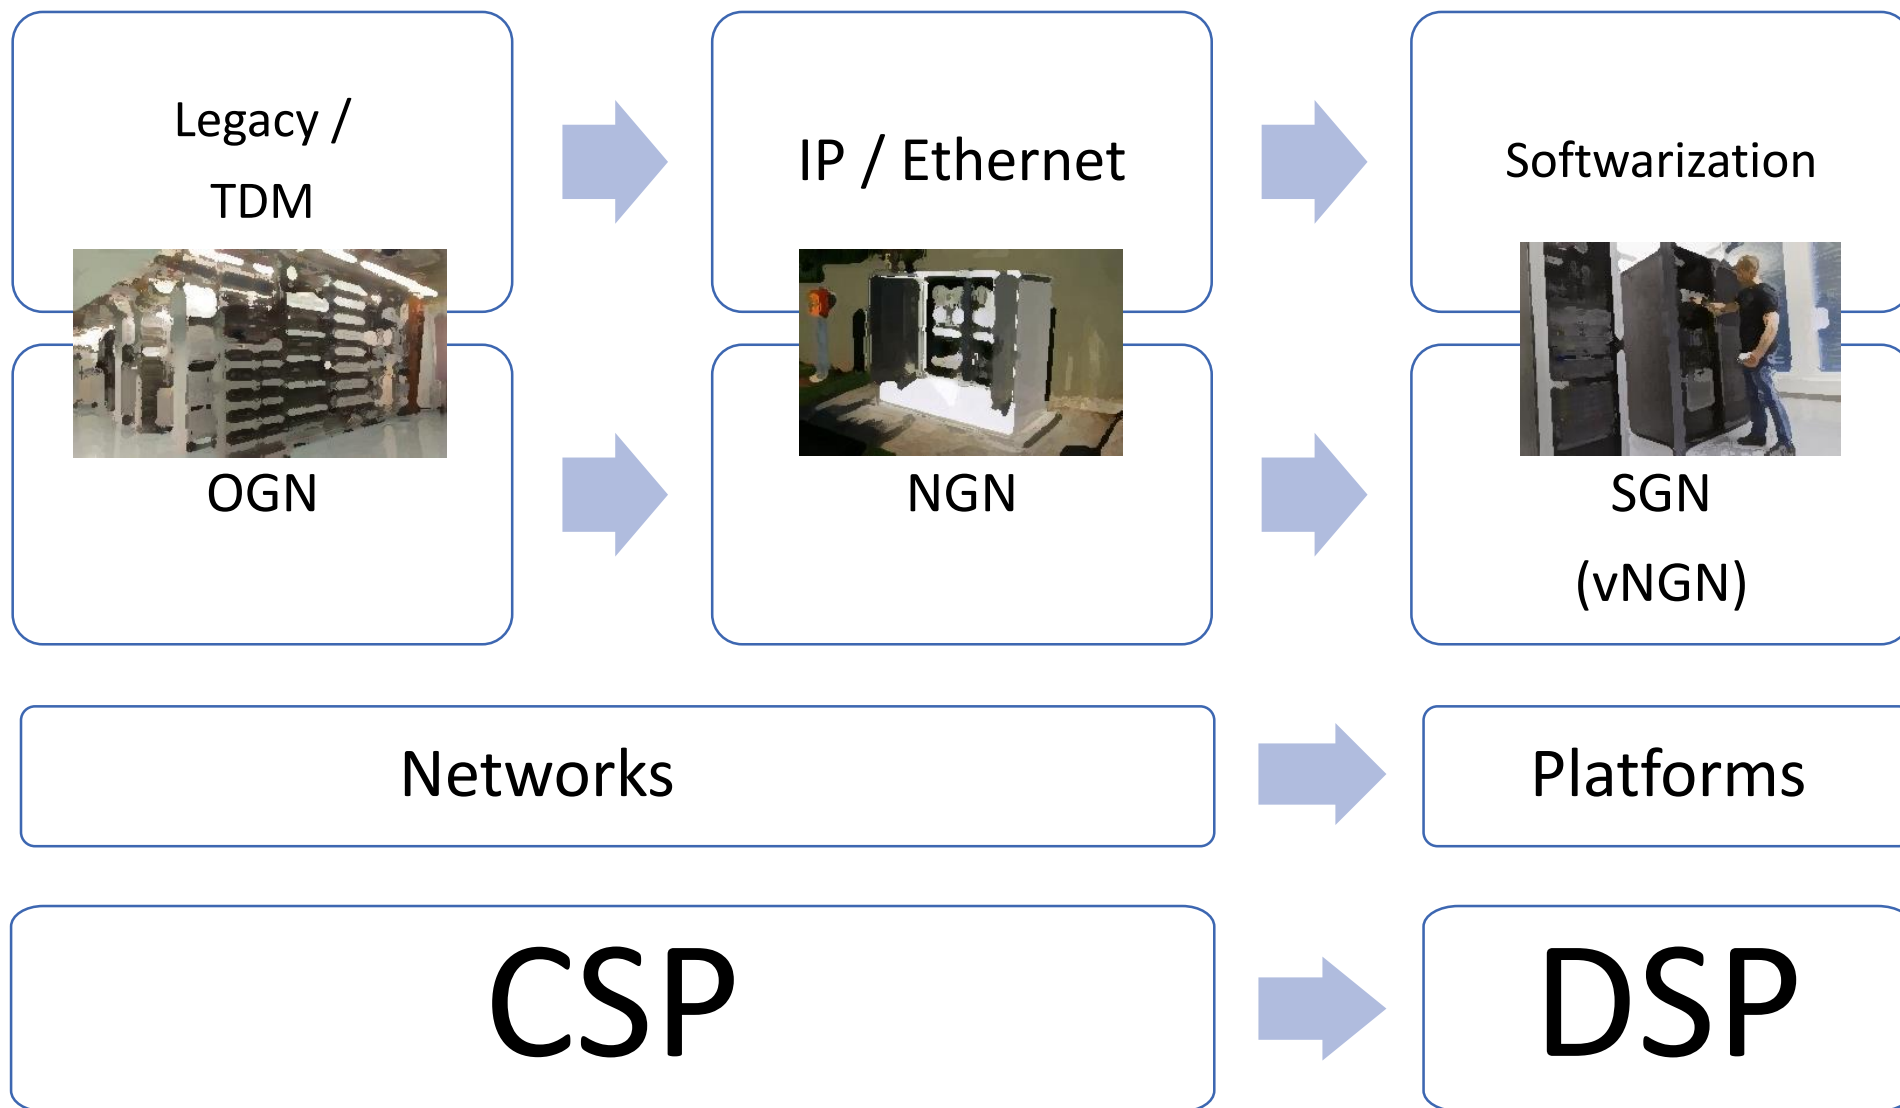 Legacy /
TDM
IP / Ethernet
Softwarization
OGN
NGN
SGN
(vNGN)
Networks
Platforms
CSP
DSP